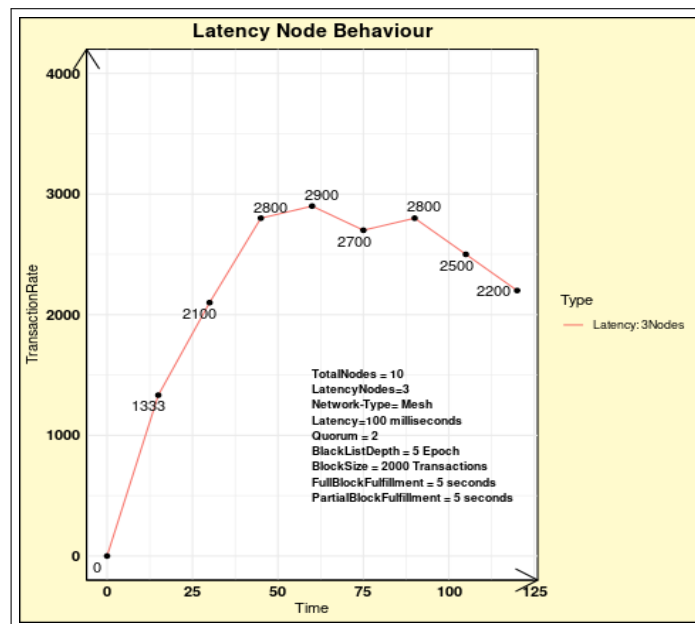 Latency Node Behaviour
4000
3000
2000
1000
0
TransactionRate
0
1333
2100
2800
2900
2700
2800
2500
2200
TotalNodes = 10
LatencyNodes=3
Network-Type= Mesh
Latency=100 milliseconds
Quorum = 2
BlackListDepth = 5 Epoch
BlockSize = 2000 Transactions
FullBlockFulfillment = 5 seconds
PartialBlockFulfillment = 5 seconds
0 25 50 75 100 125
Time
Type
Latency: 3Nodes